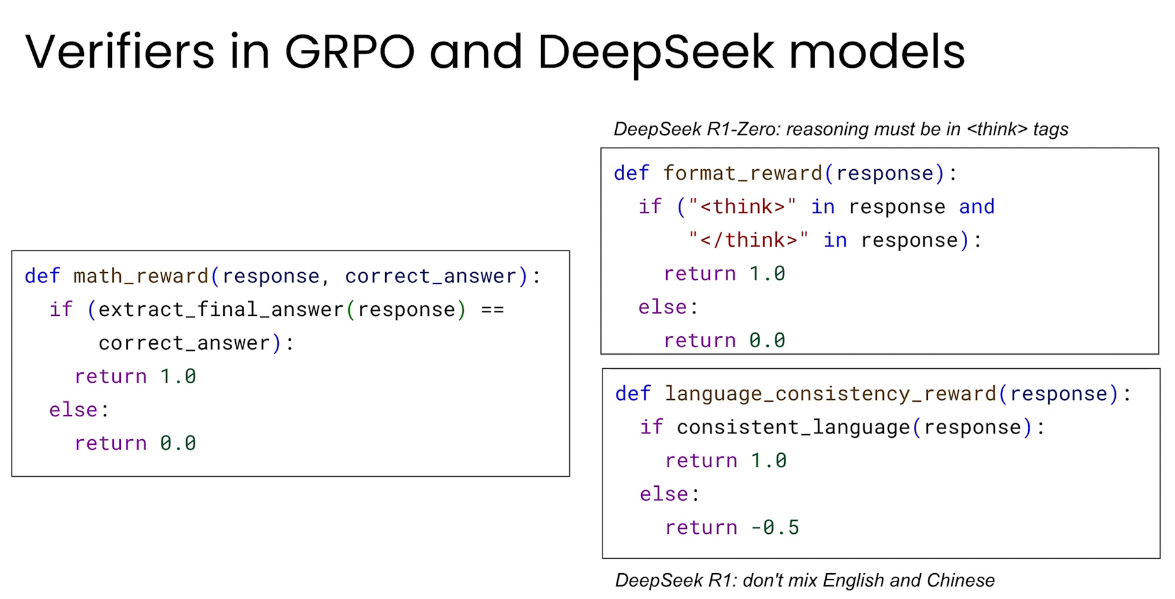 Verifiers in GRPO and DeepSeek models
def math_reward(response, correct_answer):
  if (extract_final_answer(response) ==
      correct_answer):
    return 1.0
  else:
    return 0.0
DeepSeek R1-Zero: reasoning must be in <think> tags
def format_reward(response):
  if ("<think>" in response and
      "</think>" in response):
    return 1.0
  else:
    return 0.0
def language_consistency_reward(response):
  if consistent_language(response):
    return 1.0
  else:
    return -0.5
DeepSeek R1: don't mix English and Chinese